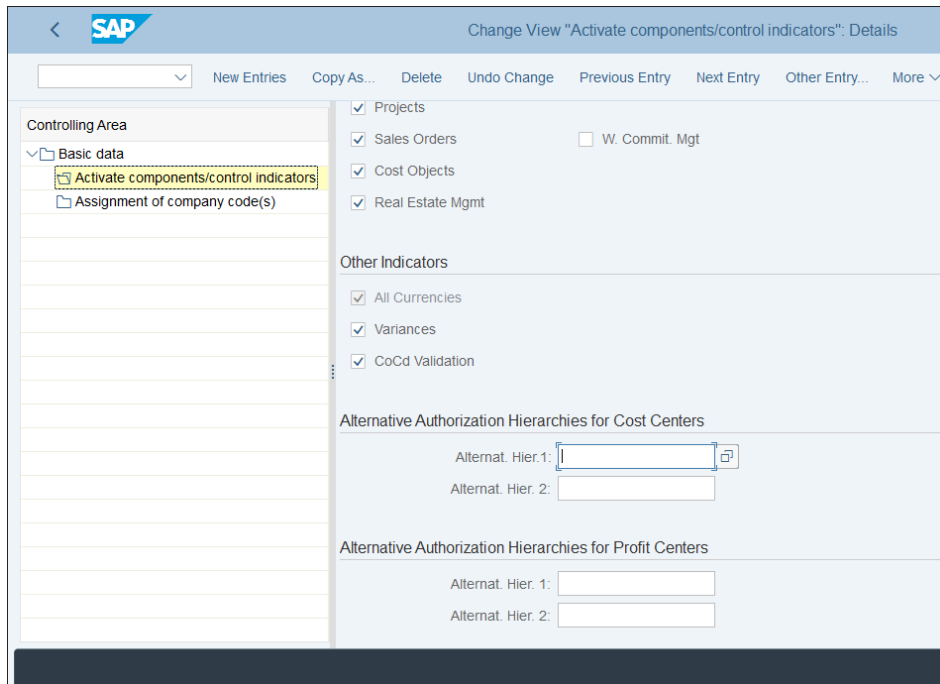 SAP
Change View "Activate components/control indicators": Details
New Entries Copy As... Delete Undo Change Previous Entry Next Entry Other Entry... More
Controlling Area
Basic data
Activate components/control indicators
Assignment of company code(s)
Projects
Sales Orders W. Commit. Mgt
Cost Objects
Real Estate Mgmt
Other Indicators
All Currencies
Variances
CoCd Validation
Alternative Authorization Hierarchies for Cost Centers
Alternat. Hier.1:
Alternat. Hier. 2:
Alternative Authorization Hierarchies for Profit Centers
Alternat. Hier. 1:
Alternat. Hier. 2: